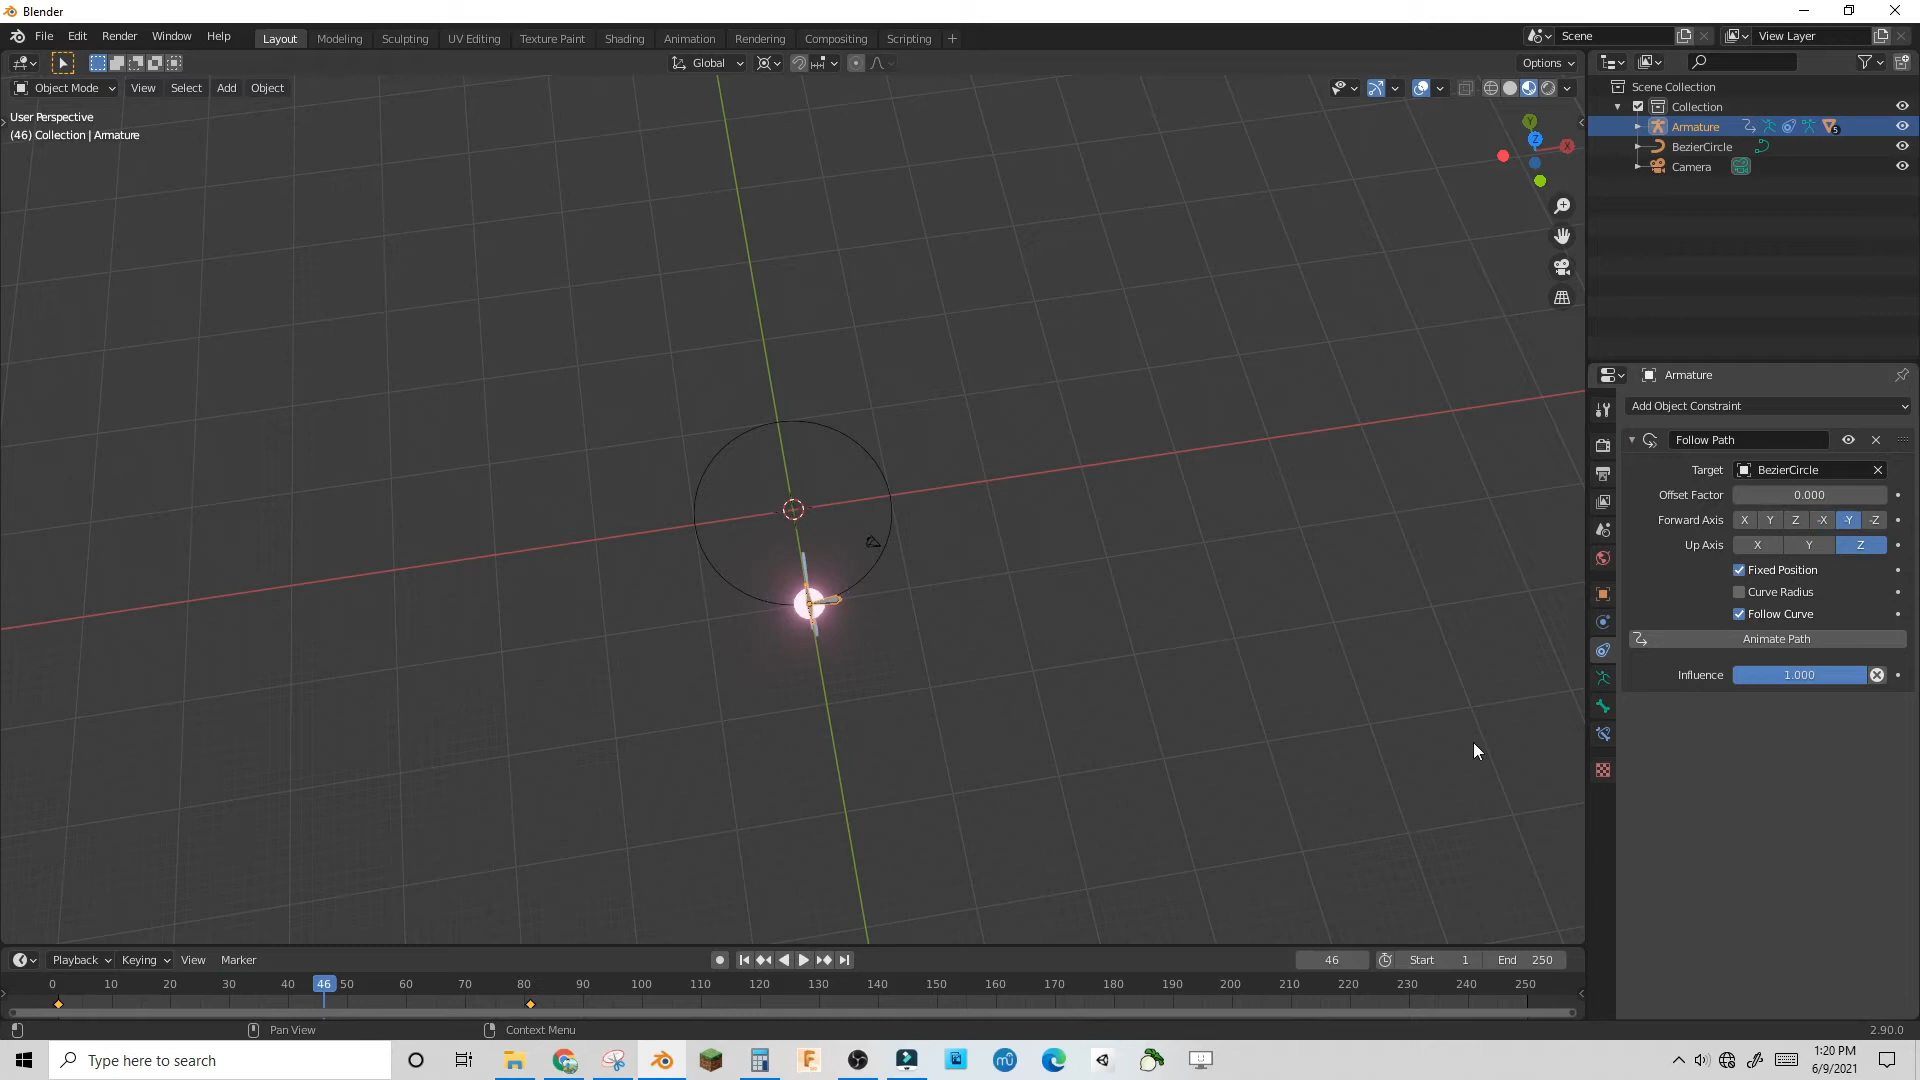 Blender
File Edit Render Window Help
Layout Modeling Sculpting UV Editing Texture Paint Shading Animation Rendering Compositing Scripting +
Scene
View Layer
Global
Options
Object Mode View Select Add Object
User Perspective
(46) Collection | Armature
Y
Z
X
Scene Collection
Collection
Armature
5
BezierCircle
Camera
Armature
Add Object Constraint
Follow Path
Target BezierCircle
Offset Factor 0.000
Forward Axis X Y Z -X -Y -Z
Up Axis X Y Z
Fixed Position
Curve Radius
Follow Curve
Animate Path
Influence 1.000
Playback Keying View Marker
46 Start 1 End 250
0 10 20 30 40 46 50 60 70 80 90 100 110 120 130 140 150 160 170 180 190 200 210 220 230 240 250
Pan View Context Menu
2.90.0
Type here to search
1:20 PM
6/9/2021